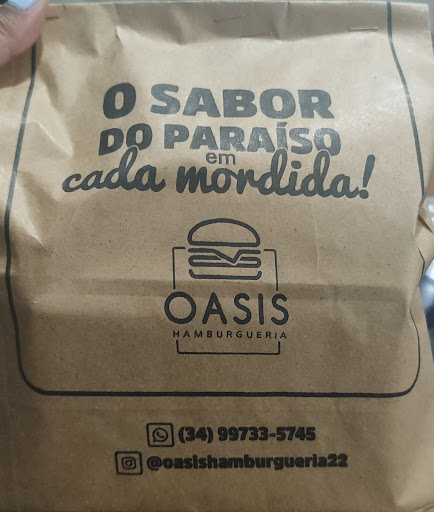 O SABOR
DO PARAÍSO
em
cada mordida!
OASIS
HAMBURGUERIA
(34) 99733-5745
@oasishamburgueria22